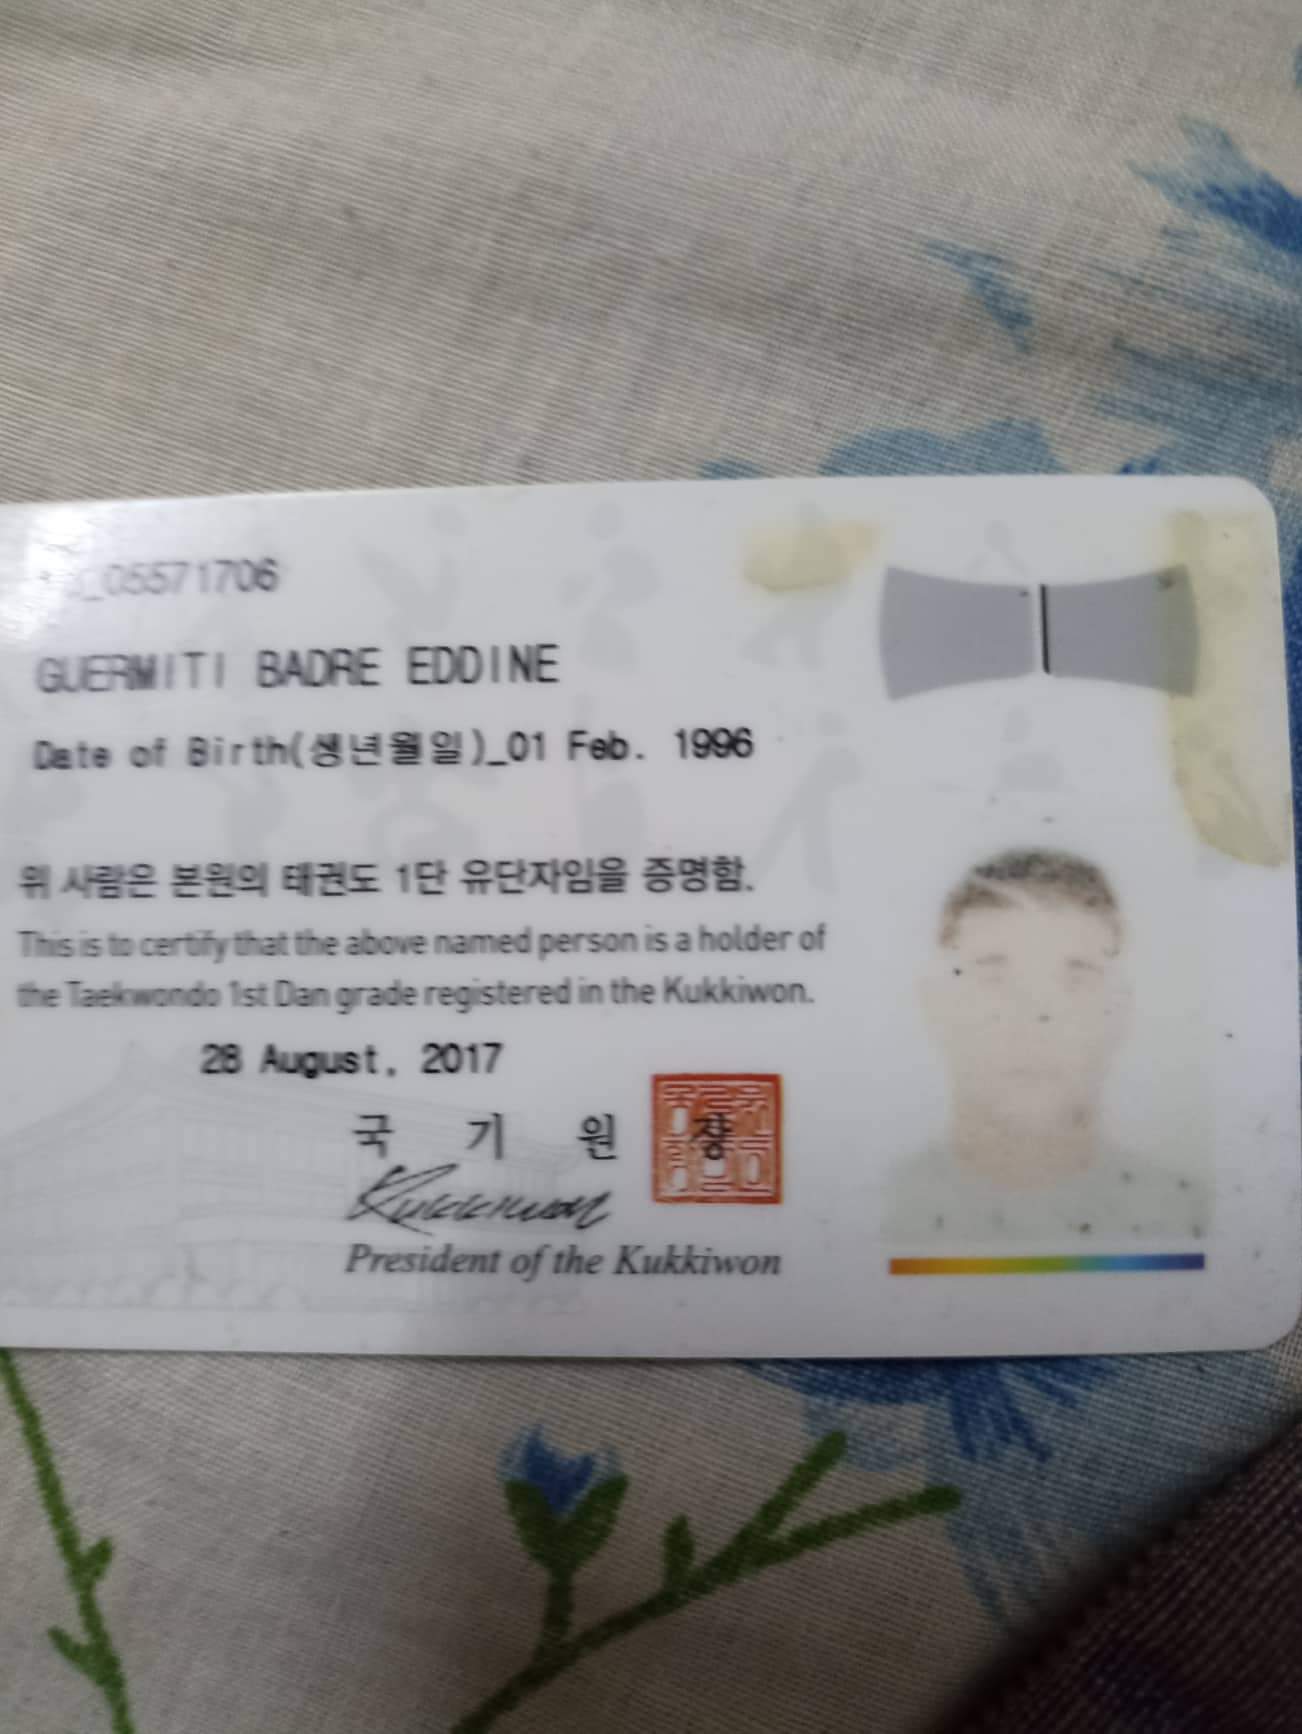 _05571706
GUERMITI BADRE EDDINE
Date of Birth(생년월일)_01 Feb. 1996
위 사람은 본원의 태권도 1단 유단자임을 증명함.
This is to certify that the above named person is a holder of
the Taekwondo 1st Dan grade registered in the Kukkiwon.
28 August, 2017
국 기 원 장
Kukkiwon
President of the Kukkiwon